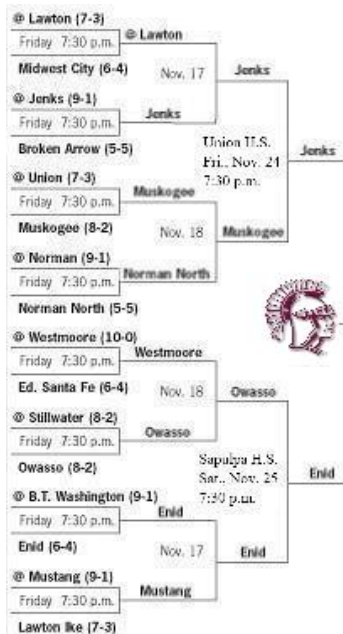 @ Lawton (7-3)
Friday 7:30 p.m.
@ Lawton
Midwest City (6-4)
Nov. 17
Jenks
@ Jenks (9-1)
Friday 7:30 p.m.
Jenks
Broken Arrow (5-5)
Union H.S.
Fri., Nov. 24
7:30 p.m.
Jenks
@ Union (7-3)
Friday 7:30 p.m.
Muskogee
Muskogee (8-2)
Nov. 18
Muskogee
@ Norman (9-1)
Friday 7:30 p.m.
Norman North
Norman North (5-5)
@ Westmoore (10-0)
Friday 7:30 p.m.
Westmoore
Ed. Santa Fe (6-4)
Nov. 18
Owasso
@ Stillwater (8-2)
Friday 7:30 p.m.
Owasso
Owasso (8-2)
Sapulpa H.S.
Sat., Nov. 25
7:30 p.m.
Enid
@ B.T. Washington (9-1)
Friday 7:30 p.m.
Enid
Enid (6-4)
Nov. 17
Enid
@ Mustang (9-1)
Friday 7:30 p.m.
Mustang
Lawton Ike (7-3)